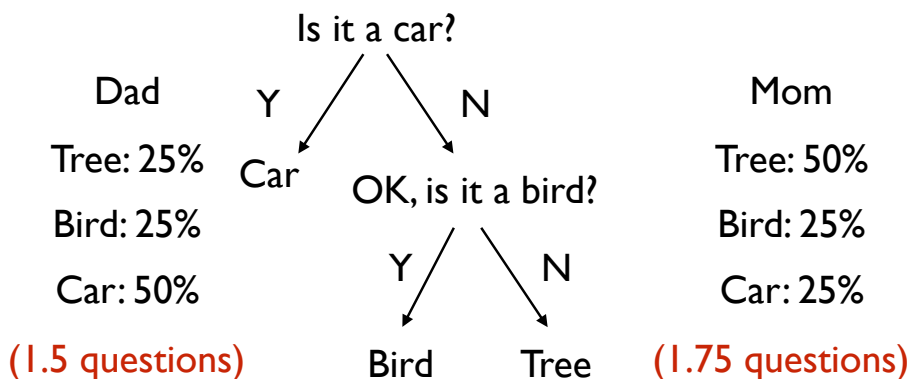 Is it a car?
Dad
Tree: 25%
Bird: 25%
Car: 50%
(1.5 questions)
Y
N
Car
OK, is it a bird?
Y
N
Bird
Tree
Mom
Tree: 50%
Bird: 25%
Car: 25%
(1.75 questions)